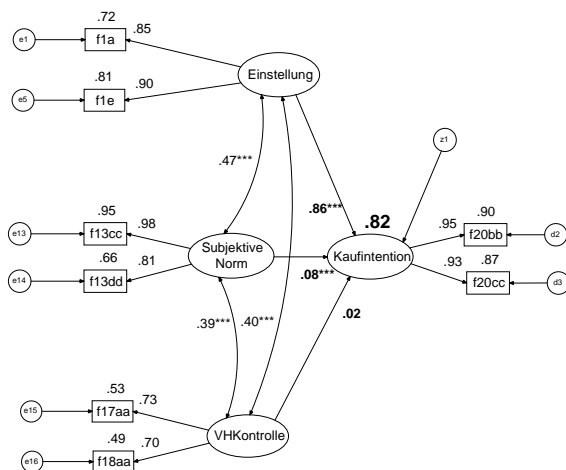 .72
e1
f1a
.85
Einstellung
.81
e5
f1e
.90
z1
.47***
.86***
.82
.95
e13
f13cc
.98
Subjektive
Norm
Kaufintention
.95
.90
f20bb
d2
.66
e14
f13dd
.81
.08***
.93
.87
f20cc
d3
.39***
.40***
.02
.53
e15
f17aa
.73
VHKontrolle
.49
e16
f18aa
.70